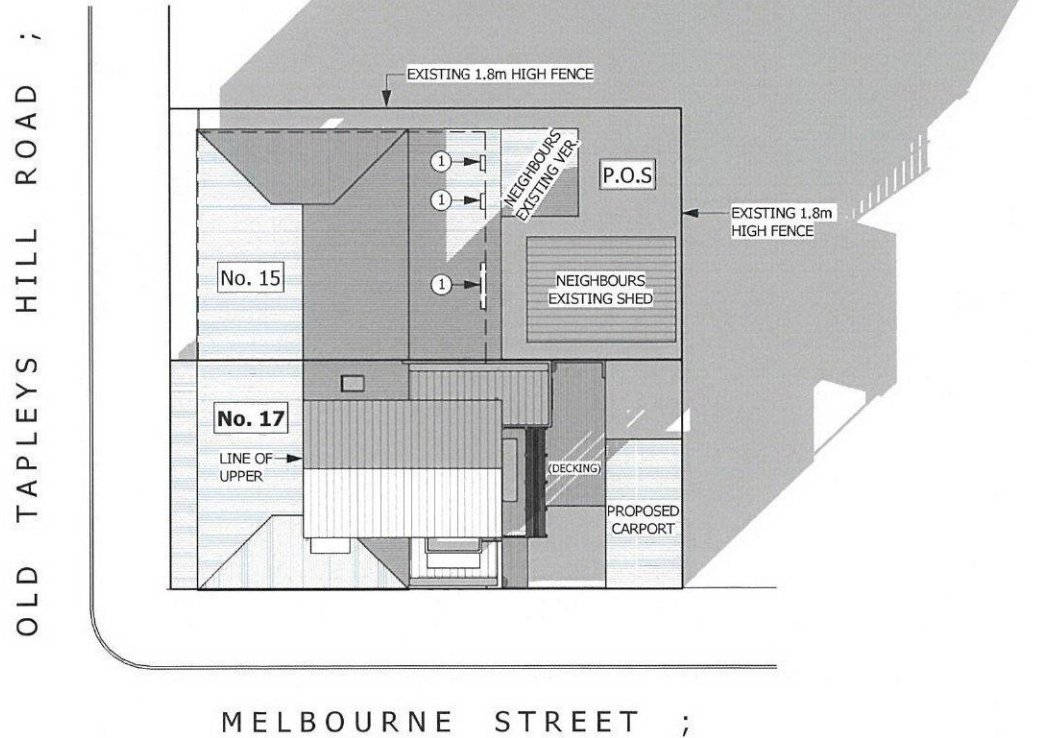 OLD TAPLEYS HILL ROAD ;
EXISTING 1.8m HIGH FENCE
1
1
1
NEIGHBOURS
EXISTING VER.
P.O.S
EXISTING 1.8m
HIGH FENCE
No. 15
NEIGHBOURS
EXISTING SHED
No. 17
LINE OF
UPPER
(DECKING)
PROPOSED
CARPORT
MELBOURNE STREET ;